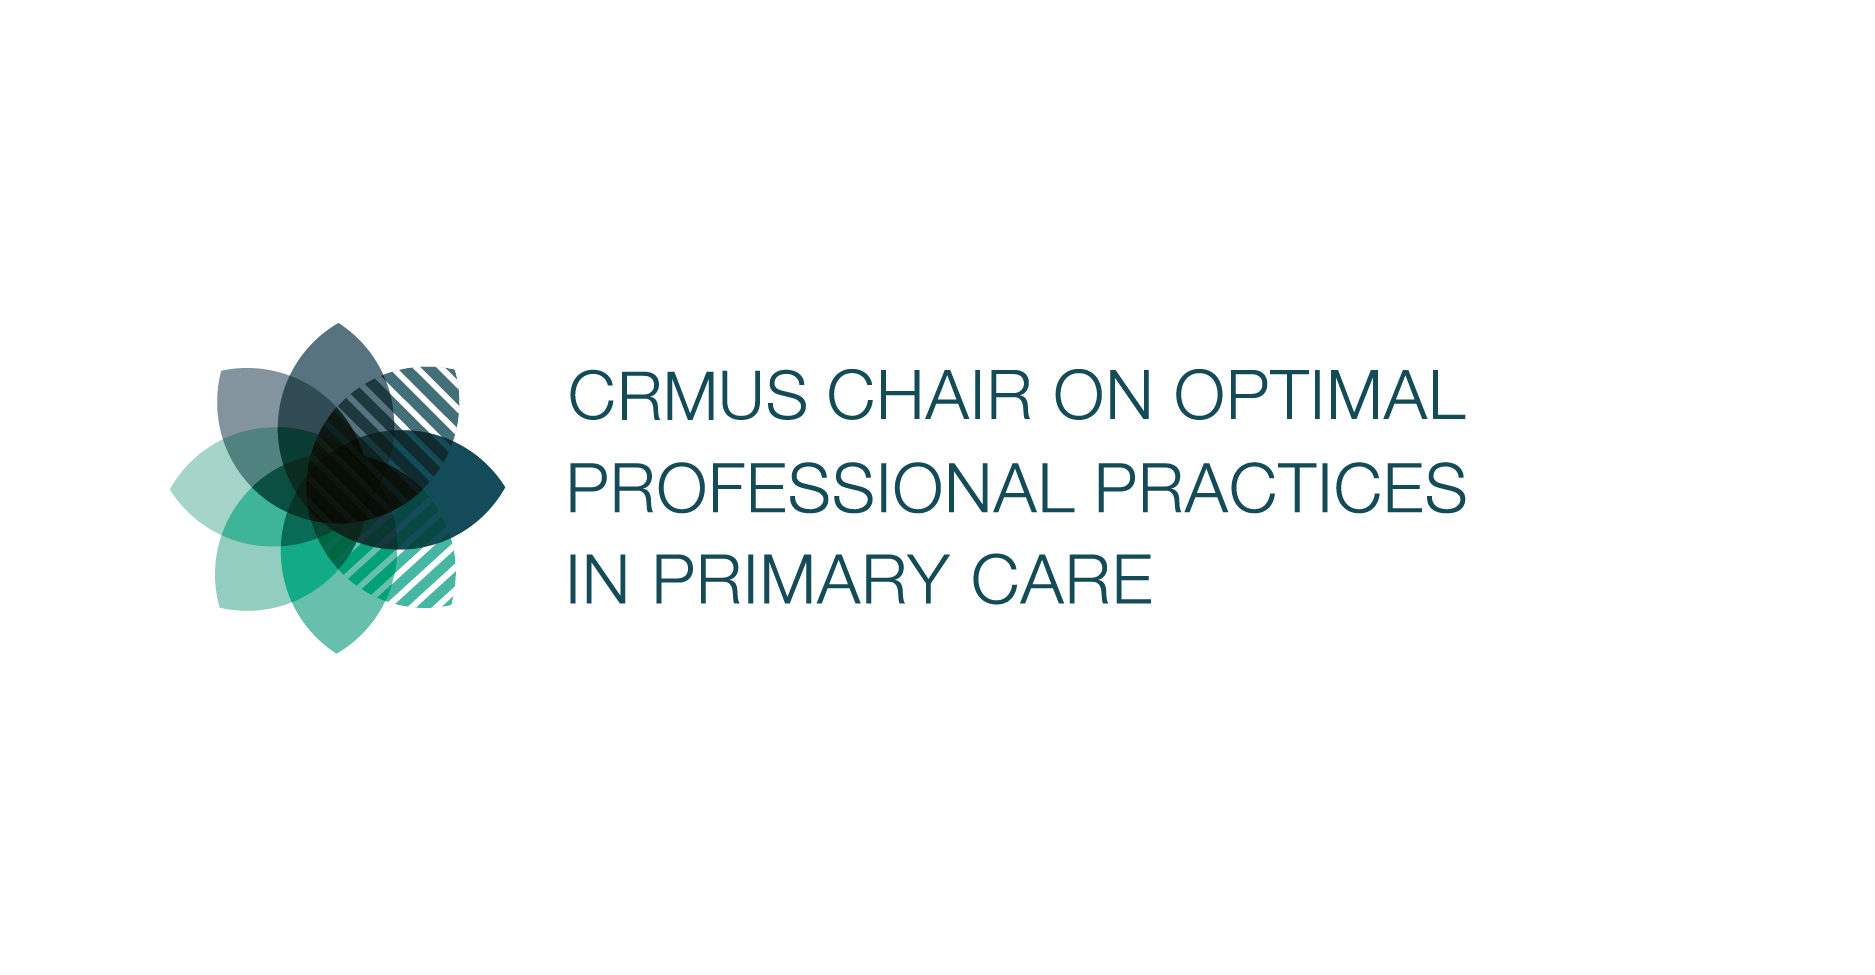 CRMUS CHAIR ON OPTIMAL
PROFESSIONAL PRACTICES
IN PRIMARY CARE